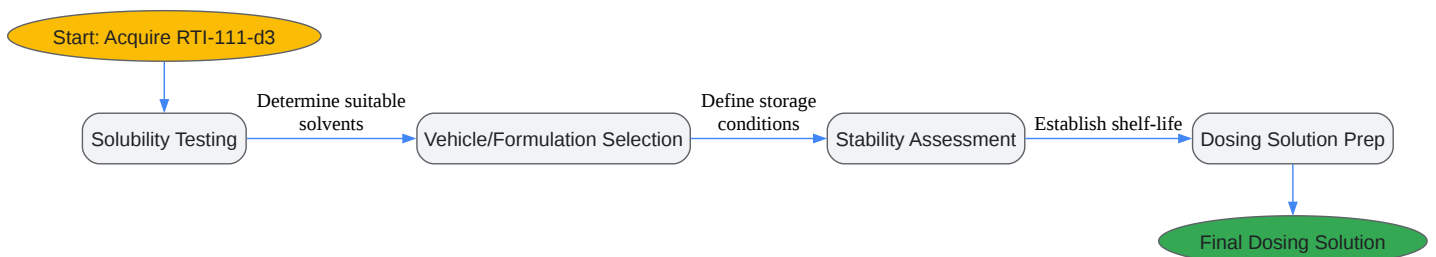 Start: Acquire RTI-111-d3
Solubility Testing
Determine suitable
solvents
Vehicle/Formulation Selection
Define storage
conditions
Stability Assessment
Establish shelf-life
Dosing Solution Prep
Final Dosing Solution